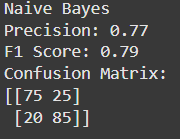 Naive Bayes
Precision: 0.77
F1 Score: 0.79
Confusion Matrix:
[[75 25]
 [20 85]]